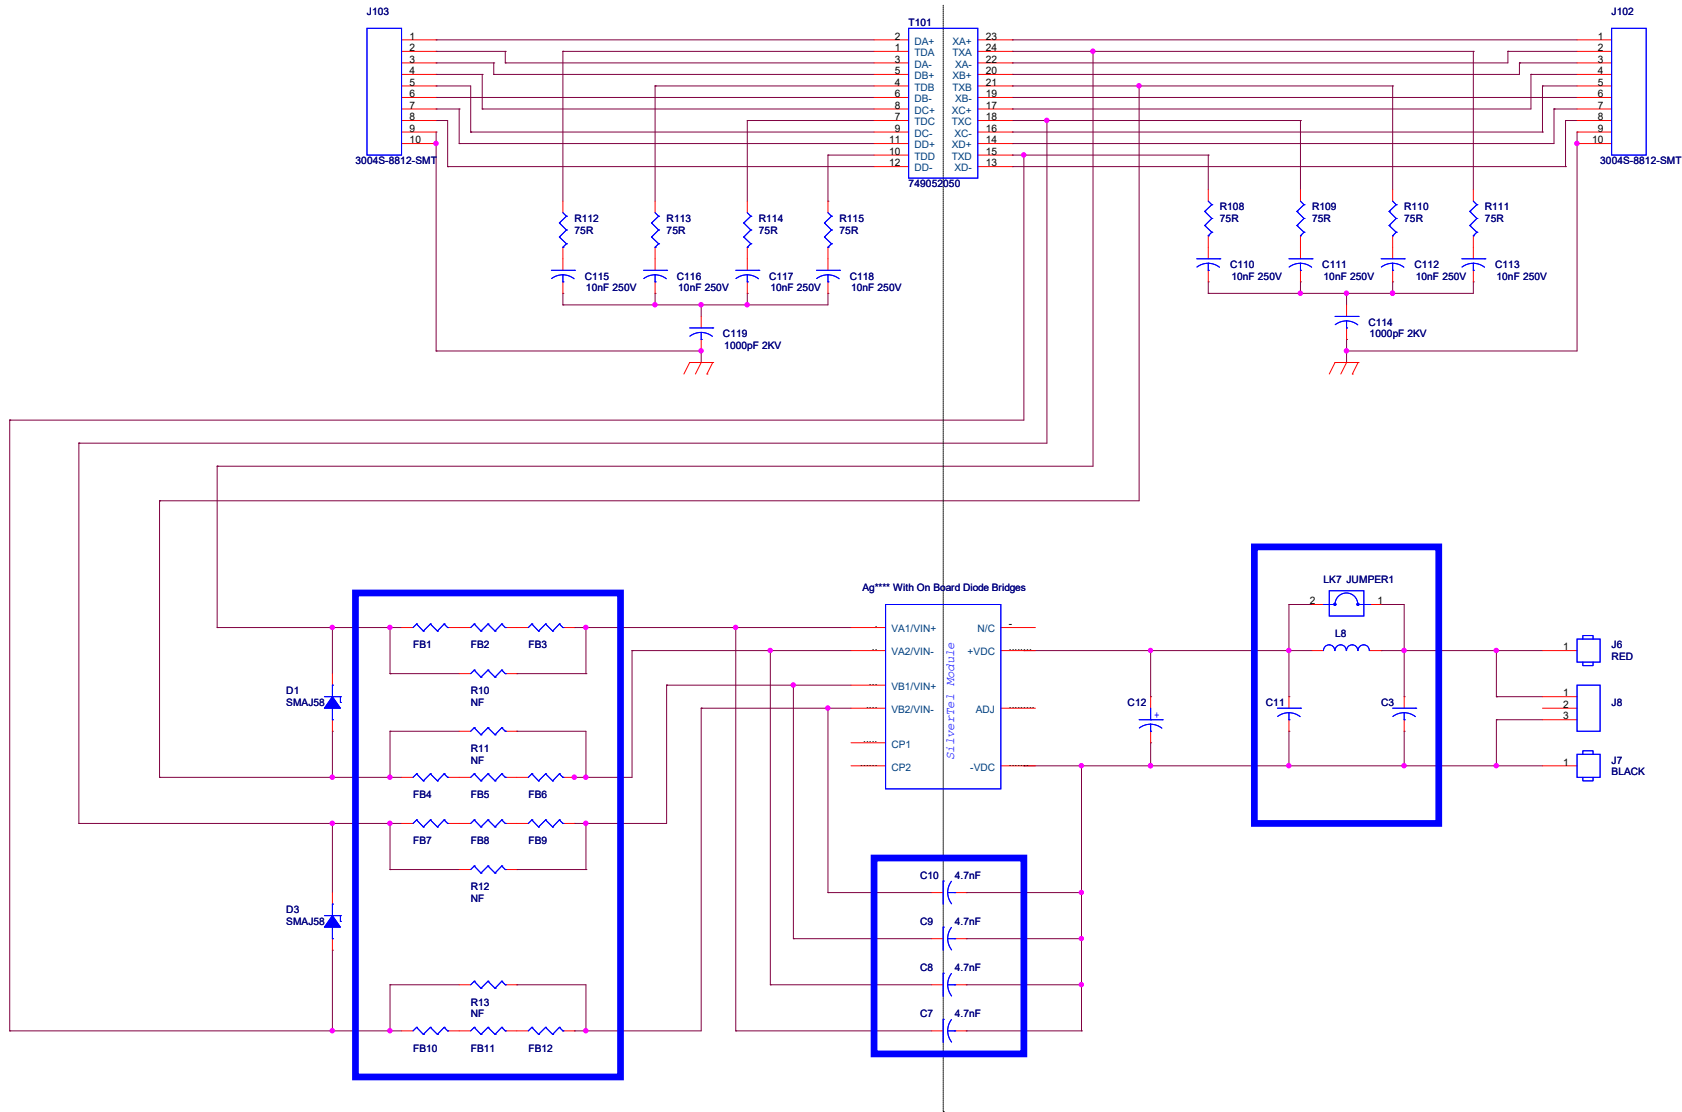 J103
T101
J102
1
2
3
4
5
6
7
8
9
10
3004S-8812-SMT
2 DA+ XA+ 23
1 TDA TXA 24
3 DA- XA- 22
5 DB+ XB+ 20
4 TDB TXB 21
6 DB- XB- 19
8 DC+ XC+ 17
7 TDC TXC 18
9 DC- XC- 16
11 DD+ XD+ 14
10 TDD TXD 15
12 DD- XD- 13
749052050
1
2
3
4
5
6
7
8
9
10
3004S-8812-SMT
R112
75R
R113
75R
R114
75R
R115
75R
R108
75R
R109
75R
R110
75R
R111
75R
C115
10nF 250V
C116
10nF 250V
C117
10nF 250V
C118
10nF 250V
C110
10nF 250V
C111
10nF 250V
C112
10nF 250V
C113
10nF 250V
C119
1000pF 2KV
C114
1000pF 2KV
Ag**** With On Board Diode Bridges
VA1/VIN+ N/C
VA2/VIN- +VDC
VB1/VIN+
VB2/VIN- ADJ
CP1
CP2 -VDC
SilverTel Module
FB1 FB2 FB3
R10
NF
D1
SMAJ58
R11
NF
FB4 FB5 FB6
FB7 FB8 FB9
R12
NF
D3
SMAJ58
R13
NF
FB10 FB11 FB12
C10 4.7nF
C9 4.7nF
C8 4.7nF
C7 4.7nF
C12
+
LK7 JUMPER1
2 1
L8
C11
C3
1
J6
RED
1
2
3
J8
1
J7
BLACK